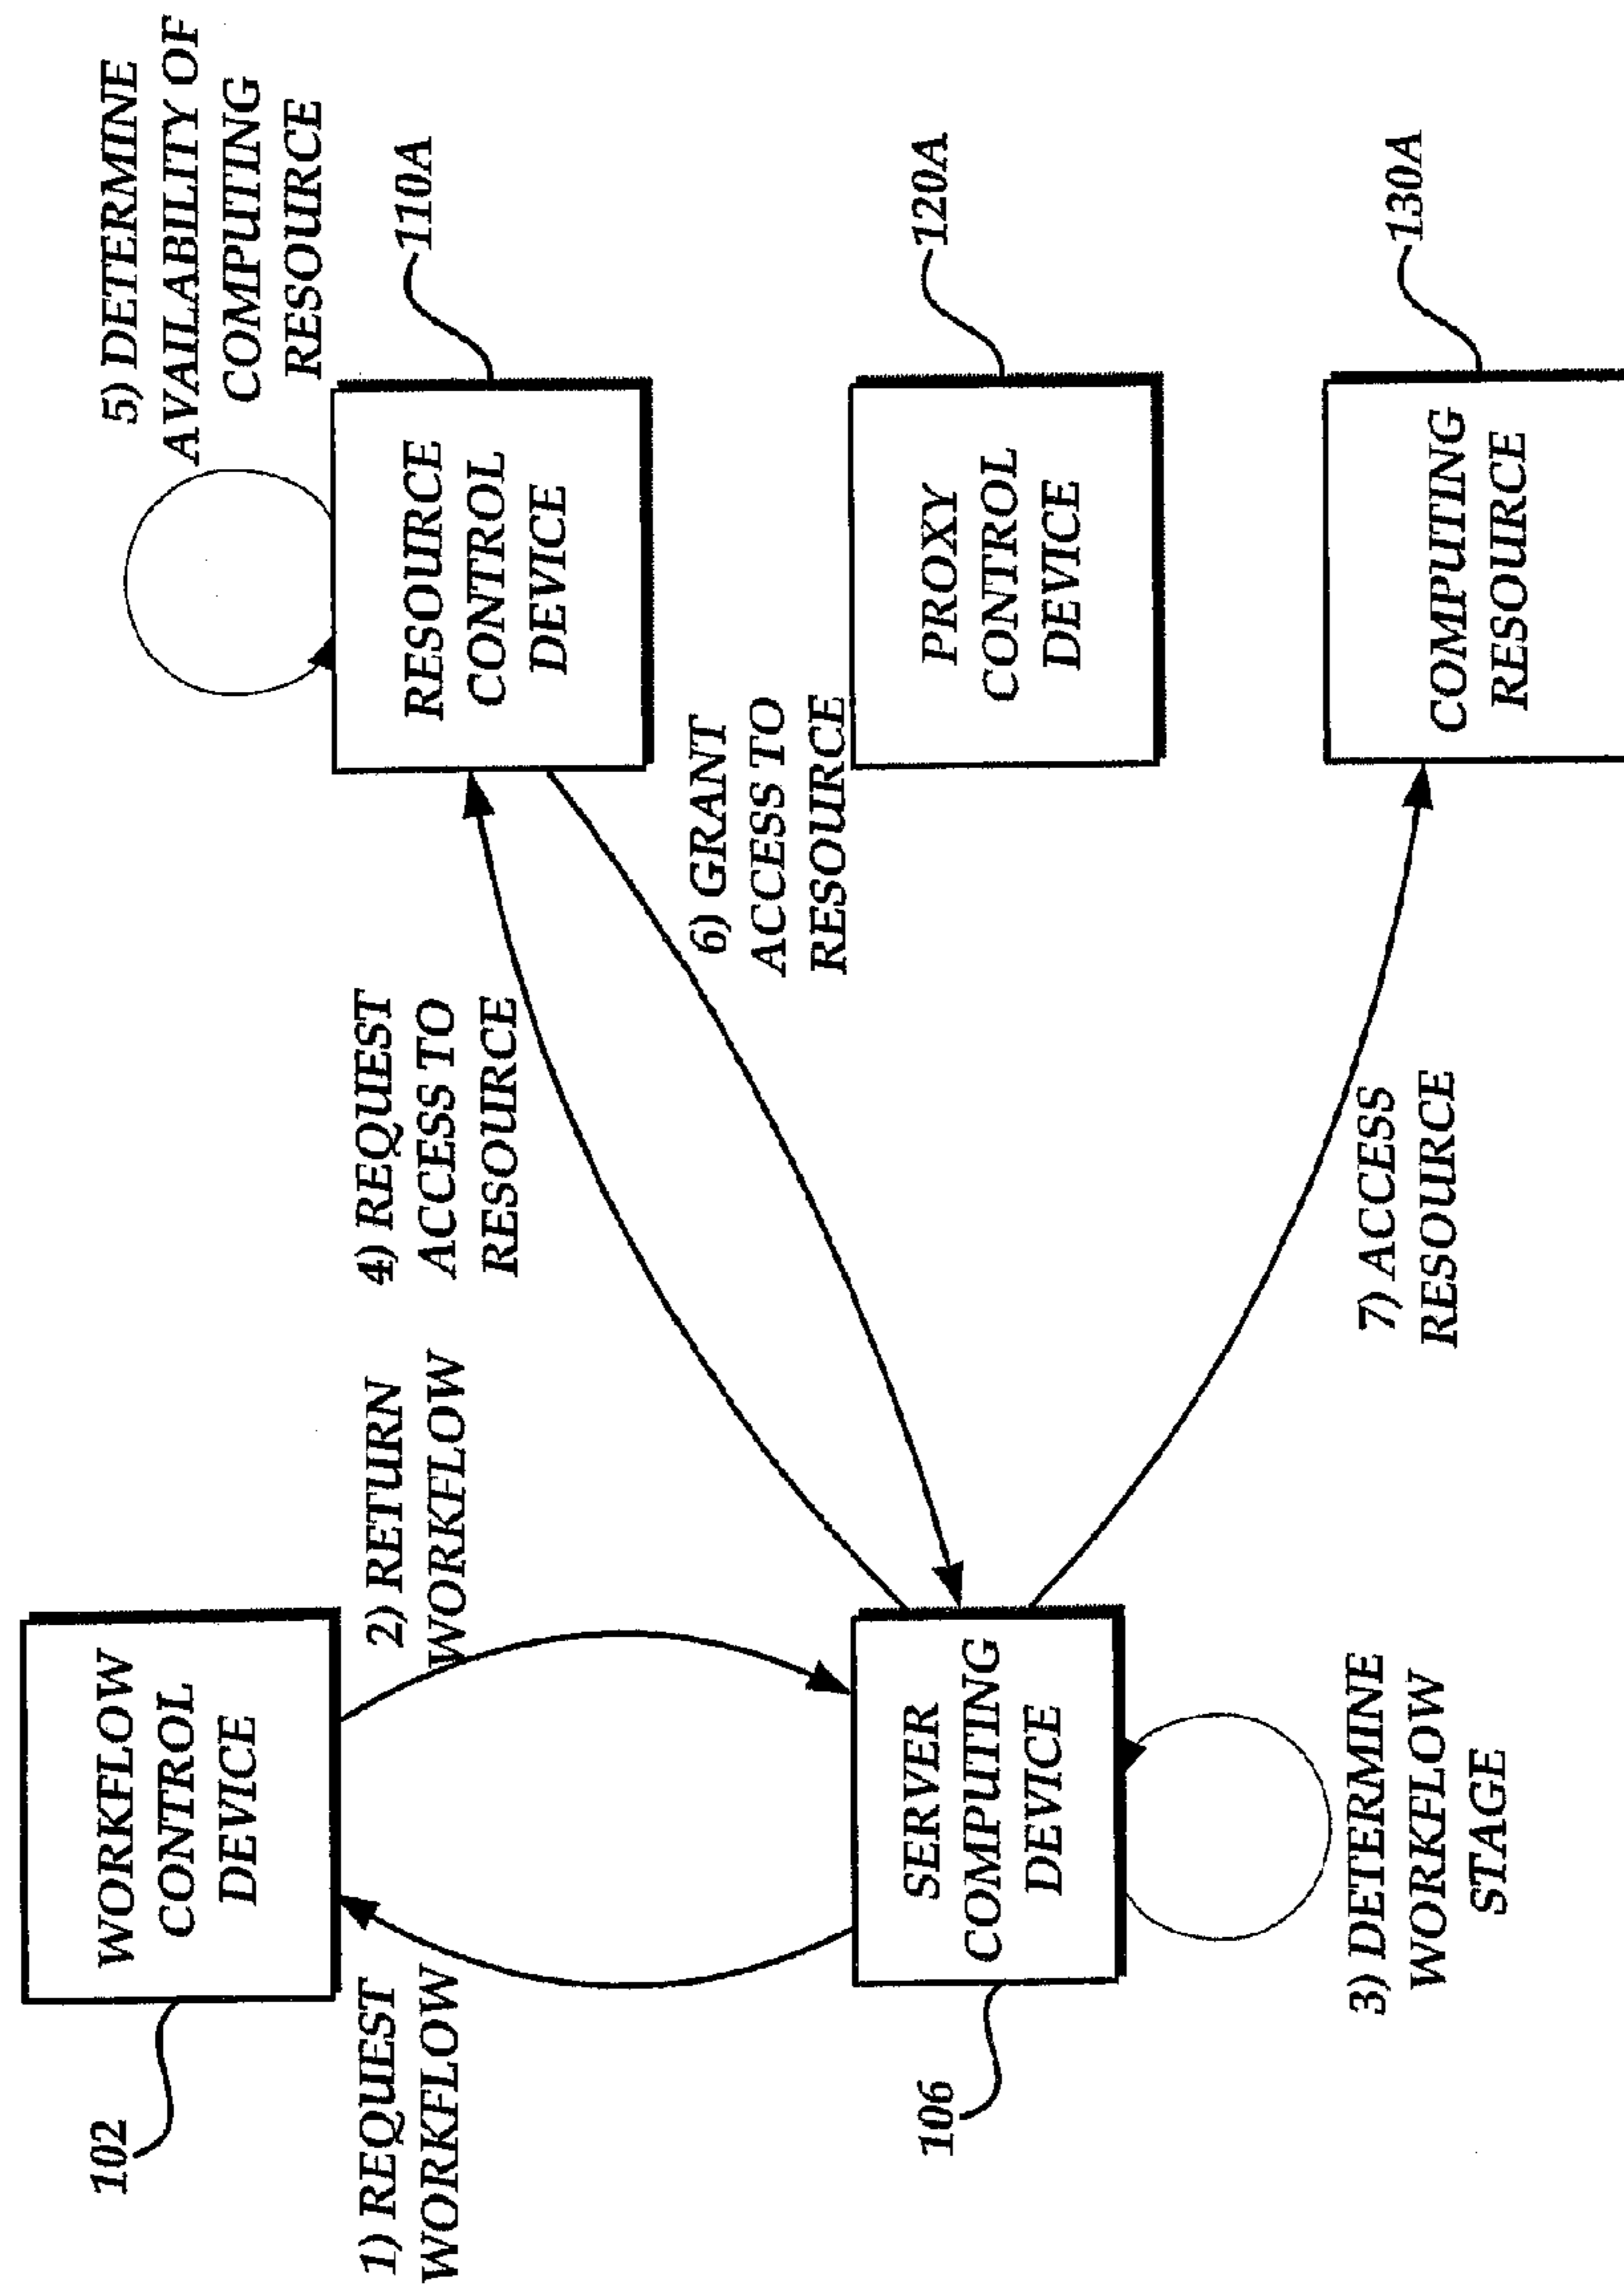 102
WORKFLOW
CONTROL
DEVICE
1) REQUEST
WORKFLOW
2) RETURN
WORKFLOW
106
SERVER
COMPUTING
DEVICE
3) DETERMINE
WORKFLOW
STAGE
4) REQUEST
ACCESS TO
RESOURCE
5) DETERMINE
AVAILABILITY OF
COMPUTING
RESOURCE
RESOURCE
CONTROL
DEVICE
110A
6) GRANT
ACCESS TO
RESOURCE
PROXY
CONTROL
DEVICE
120A
7) ACCESS
RESOURCE
COMPUTING
RESOURCE
130A